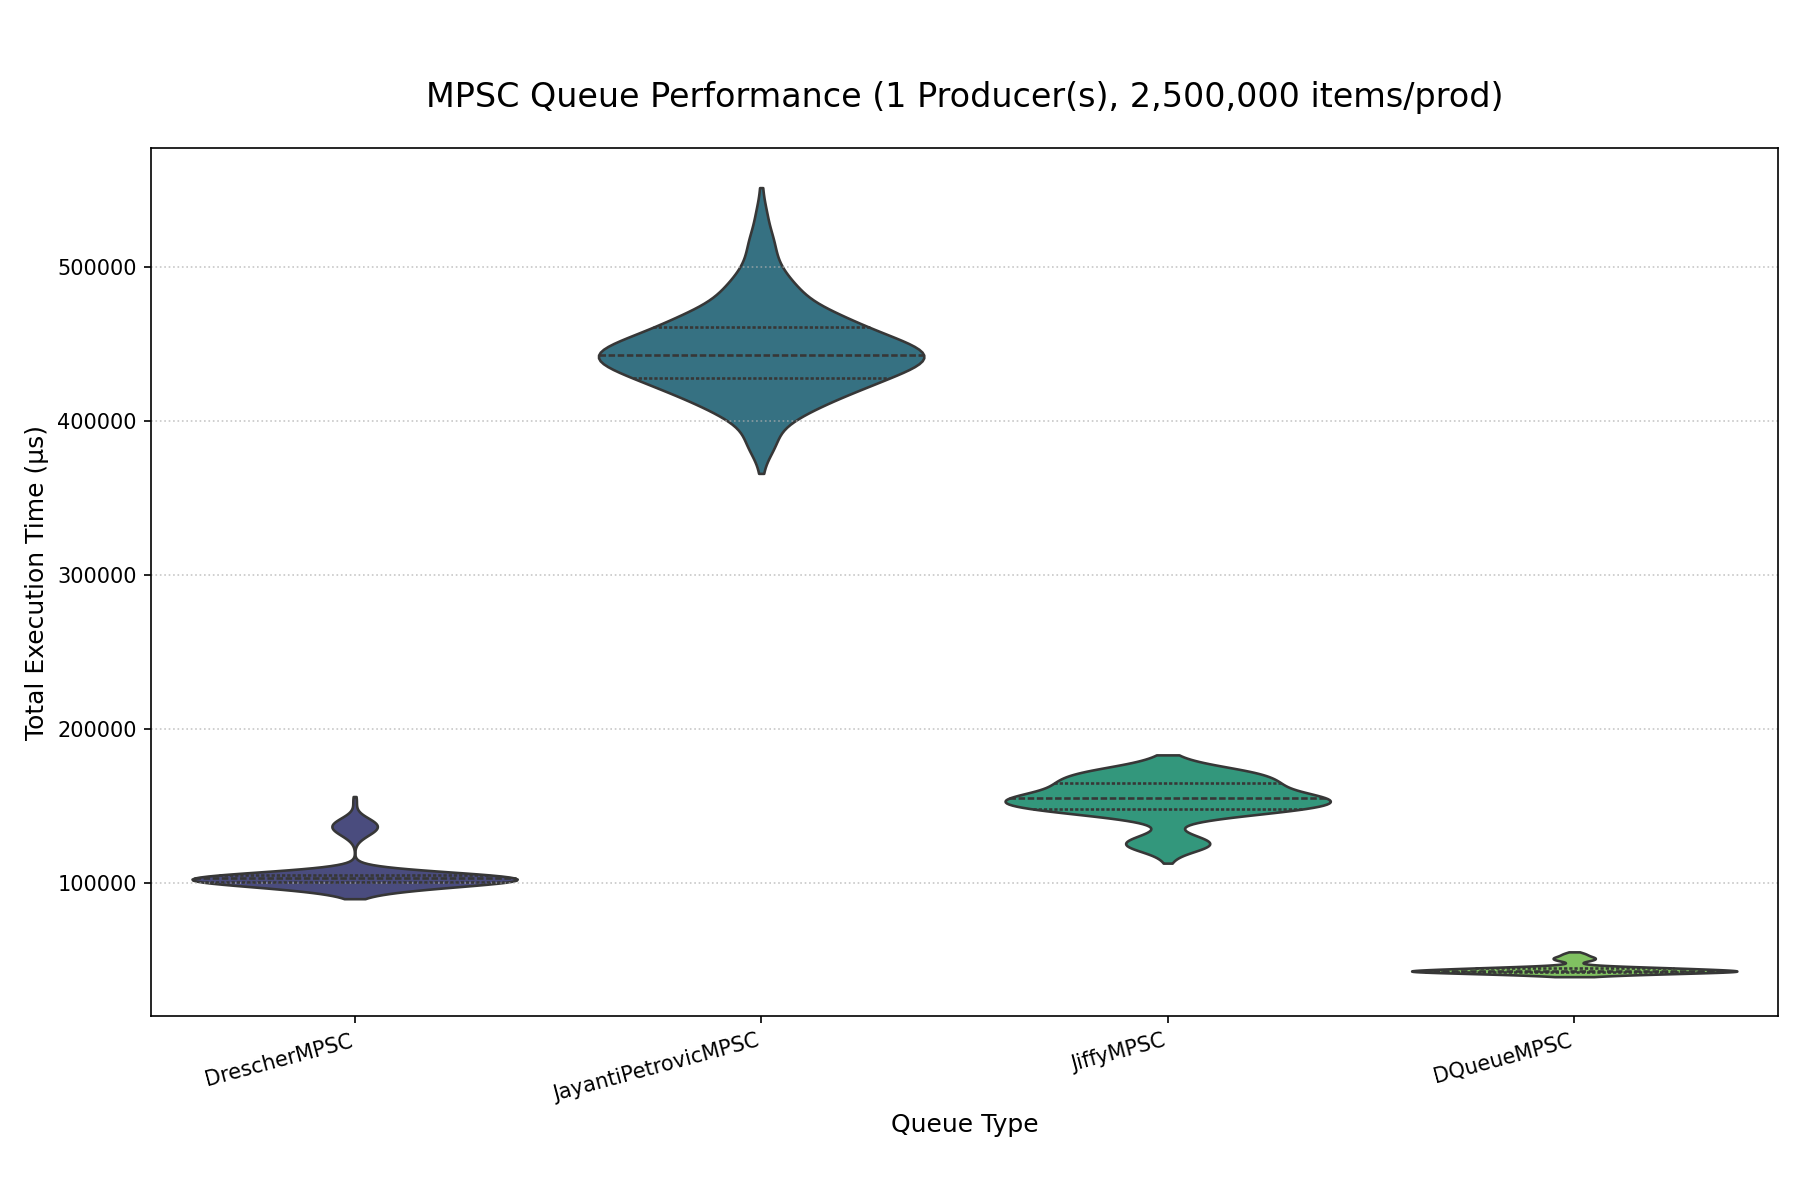 MPSC Queue Performance (1 Producer(s), 2,500,000 items/prod)
Total Execution Time (µs)
500000
400000
300000
200000
100000
DrescherMPSC
JayantiPetrovicMPSC
JiffyMPSC
DQueueMPSC
Queue Type